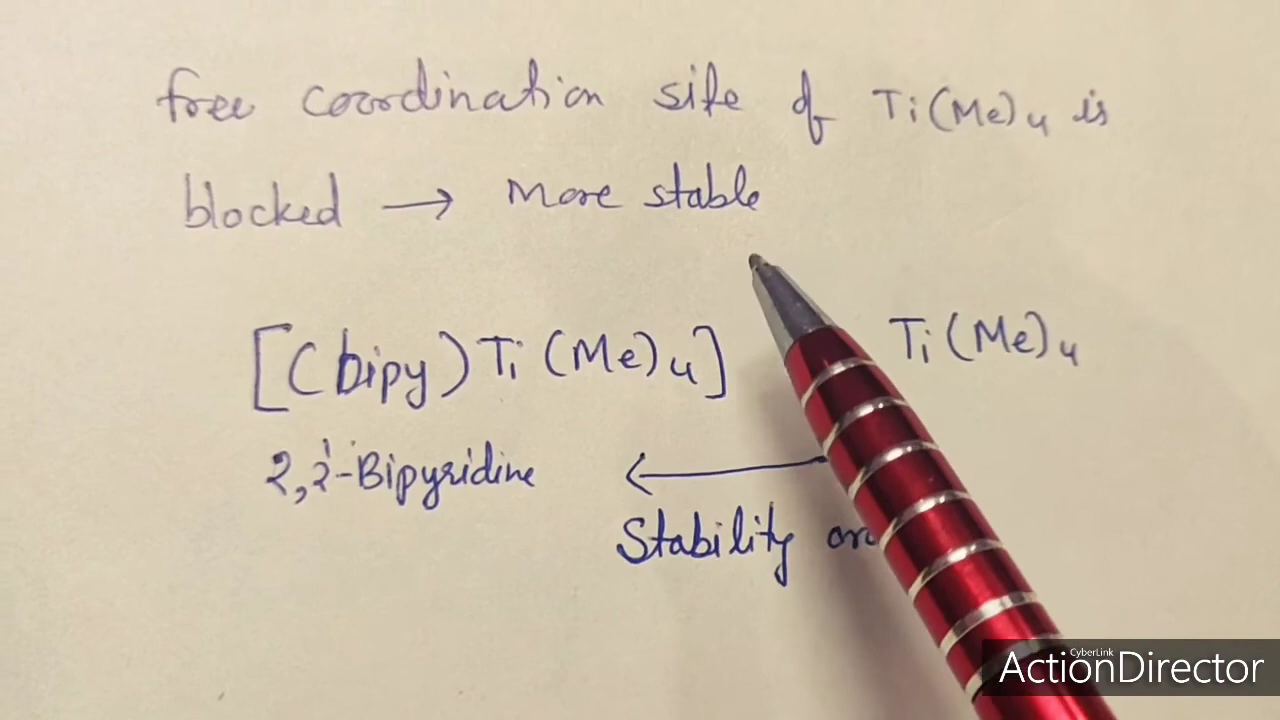 free coordination site of Ti(Me)₄ is
blocked → More stable
[(bipy)Ti(Me)₄] Ti(Me)₄
2,2'-Bipyridine ←
Stability
CyberLink
ActionDirector